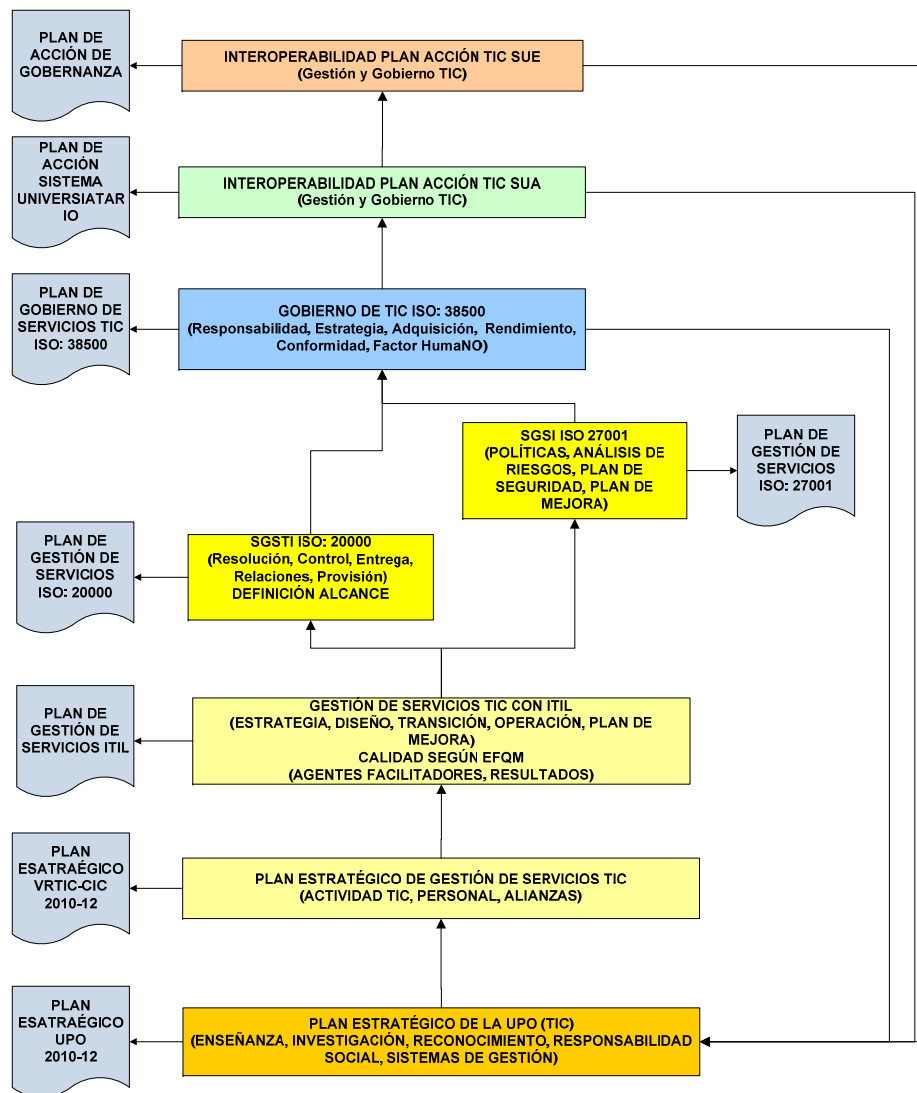 PLAN DE
ACCIÓN DE
GOBERNANZA
INTEROPERABILIDAD PLAN ACCIÓN TIC SUE
(Gestión y Gobierno TIC)
PLAN DE
ACCIÓN
SISTEMA
UNIVERSIATAR
IO
INTEROPERABILIDAD PLAN ACCIÓN TIC SUA
(Gestión y Gobierno TIC)
PLAN DE
GOBIERNO DE
SERVICIOS TIC
ISO: 38500
GOBIERNO DE TIC ISO: 38500
(Responsabilidad, Estrategia, Adquisición, Rendimiento,
Conformidad, Factor HumaNO)
SGSI ISO 27001
(POLÍTICAS, ANÁLISIS DE
RIESGOS, PLAN DE
SEGURIDAD, PLAN DE
MEJORA)
PLAN DE
GESTIÓN DE
SERVICIOS
ISO: 27001
PLAN DE
GESTIÓN DE
SERVICIOS
ISO: 20000
SGSTI ISO: 20000
(Resolución, Control, Entrega,
Relaciones, Provisión)
DEFINICIÓN ALCANCE
PLAN DE
GESTIÓN DE
SERVICIOS ITIL
GESTIÓN DE SERVICIOS TIC CON ITIL
(ESTRATEGIA, DISEÑO, TRANSICIÓN, OPERACIÓN, PLAN DE
MEJORA)
CALIDAD SEGÚN EFQM
(AGENTES FACILITADORES, RESULTADOS)
PLAN
ESATRAÉGICO
VRTIC-CIC
2010-12
PLAN ESTRATÉGICO DE GESTIÓN DE SERVICIOS TIC
(ACTIVIDAD TIC, PERSONAL, ALIANZAS)
PLAN
ESATRAÉGICO
UPO
2010-12
PLAN ESTRATÉGICO DE LA UPO (TIC)
(ENSEÑANZA, INVESTIGACIÓN, RECONOCIMIENTO, RESPONSABILIDAD
SOCIAL, SISTEMAS DE GESTIÓN)